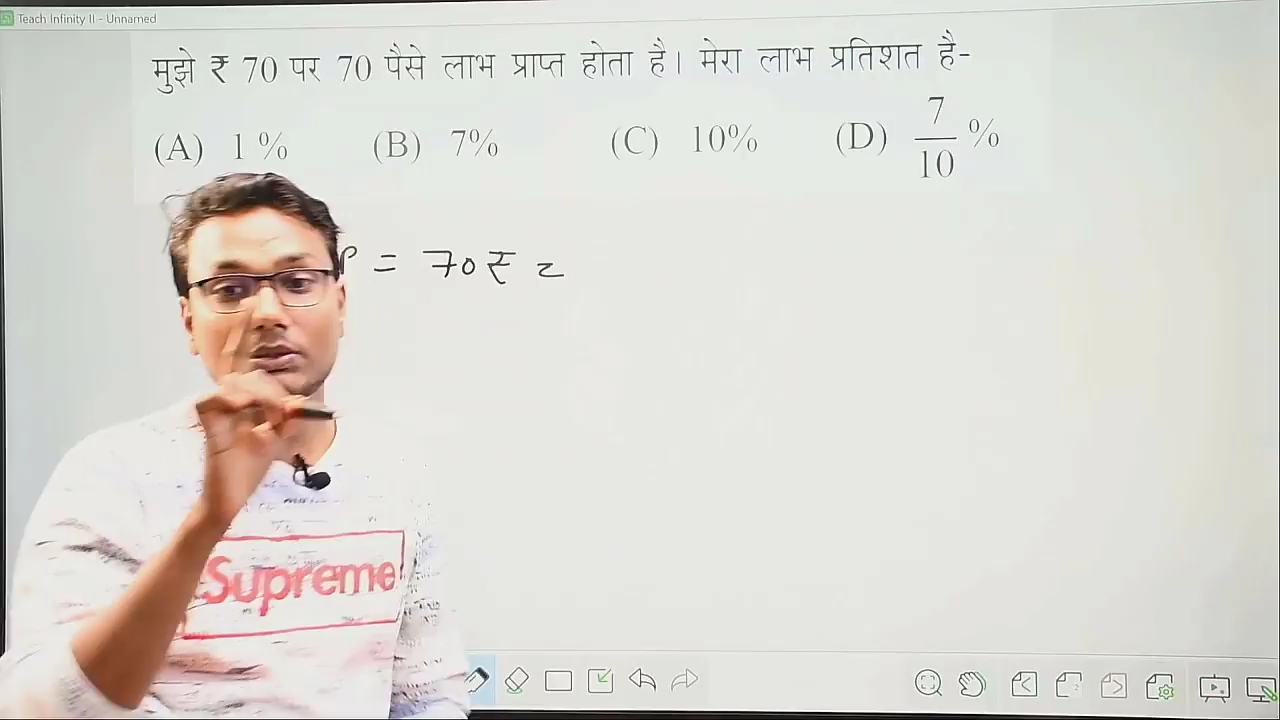 Teach Infinity II - Unnamed
मुझे ₹ 70 पर 70 पैसे लाभ प्राप्त होता है। मेरा लाभ प्रतिशत है-
(A) 1 % (B) 7% (C) 10% (D) 7/10 %
P = 70₹ =
Supreme